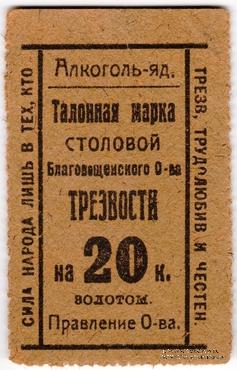 Алкоголь-яд.
Талонная марка
СТОЛОВОЙ
Благовощенского О-ва
ТРЕЗВОСТИ
на 20 к.
золотом.
Правление О-ва.
СИЛА НАРОДА ЛИШЬ В ТЕХ, КТО
ТРЕЗВ, ТРУДОЛЮБИВ И ЧЕСТЕН.